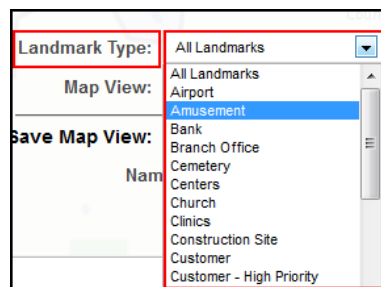 Landmark Type: All Landmarks
All Landmarks
Map View:
Airport
Amusement
Bank
Save Map View:
Branch Office
Cemetery
Nam
Centers
Church
Clinics
Construction Site
Customer
Customer - High Priority